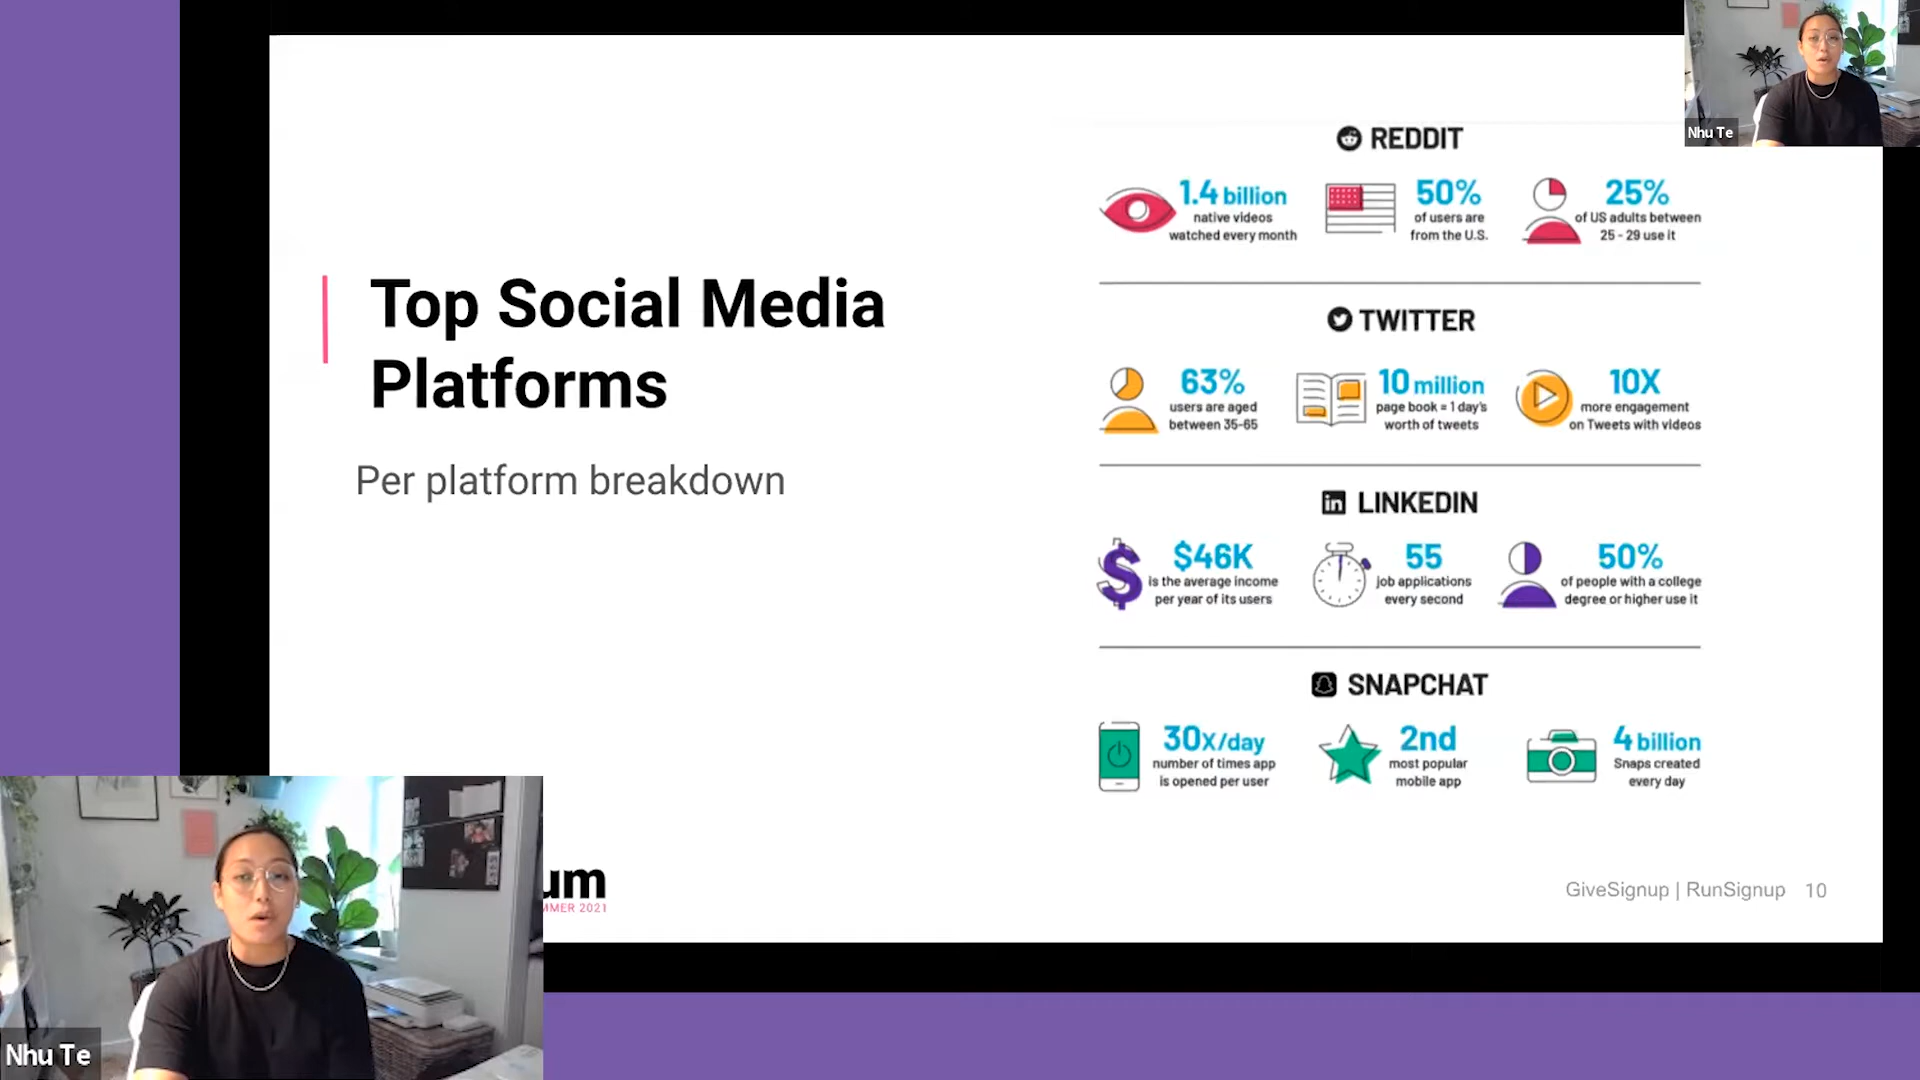 Top Social Media
Platforms
Per platform breakdown
REDDIT
1.4 billion
native videos
watched every month
50%
of users are
from the U.S.
25%
of US adults between
25 - 29 use it
TWITTER
63%
users are aged
between 35-65
10 million
page book = 1 day's
worth of tweets
10X
more engagement
on Tweets with videos
in LINKEDIN
$46K
is the average income
per year of its users
55
job applications
every second
50%
of people with a college
degree or higher use it
SNAPCHAT
30X/day
number of times app
is opened per user
2nd
most popular
mobile app
4 billion
Snaps created
every day
um
MMER 2021
GiveSignup | RunSignup 10
Nhu Te
Nhu Te